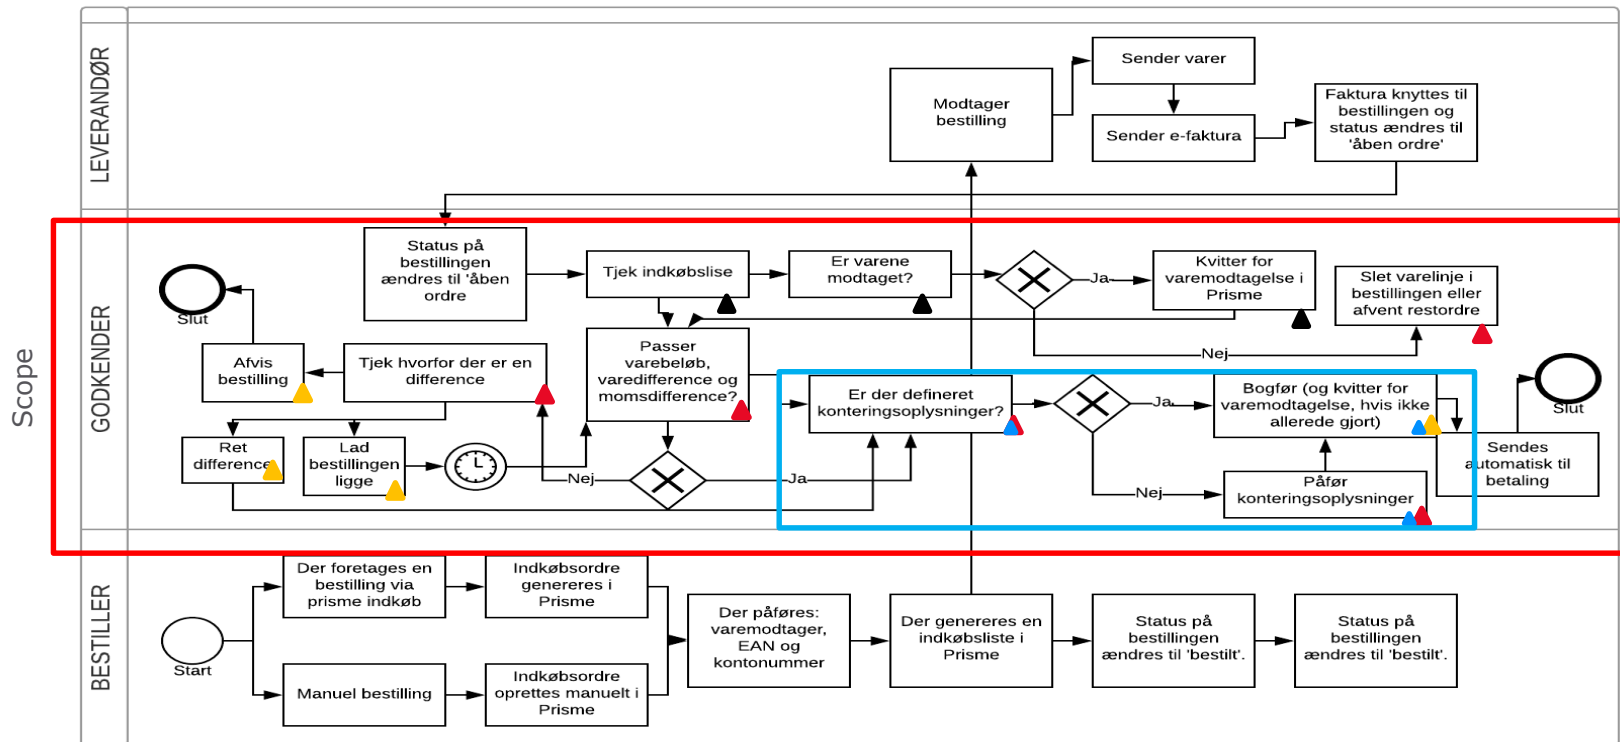 Scope
LEVERANDØR
Modtager
bestilling
Sender varer
Sender e-faktura
Faktura knyttes til
bestillingen og
status ændres til
'åben ordre'
GODKENDER
Status på
bestillingen
ændres til 'åben
ordre
Tjek indkøbslise
Er varene
modtaget?
Ja
Kvitter for
varemodtagelse i
Prisme
Nej
Slet varelinje i
bestillingen eller
afvent restordre
Slut
Afvis
bestilling
Tjek hvorfor der er en
difference
Passer
varebeløb,
varedifference og
momsdifference?
Er der defineret
konteringsoplysninger?
Ja
Bogfør (og kvitter for
varemodtagelse, hvis ikke
allerede gjort)
Slut
Ret
difference
Lad
bestillingen
ligge
Nej
Ja
Nej
Påfør
konteringsoplysninger
Sendes
automatisk til
betaling
BESTILLER
Start
Der foretages en
bestilling via
prisme indkøb
Indkøbsordre
genereres i
Prisme
Manuel bestilling
Indkøbsordre
oprettes manuelt i
Prisme
Der påføres:
varemodtager,
EAN og
kontonummer
Der genereres en
indkøbsliste i
Prisme
Status på
bestillingen
ændres til 'bestilt'.
Status på
bestillingen
ændres til 'bestilt'.